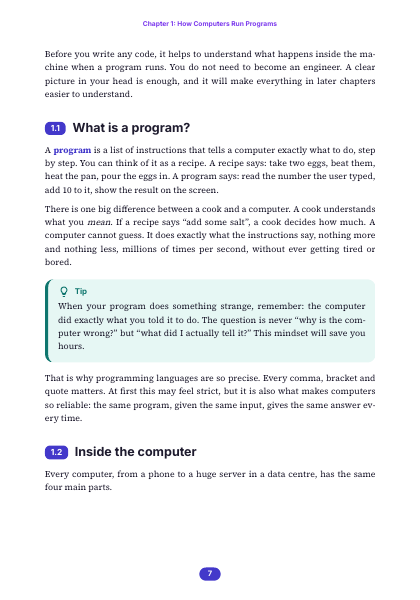 Chapter 1: How Computers Run Programs
Before you write any code, it helps to understand what happens inside the ma-
chine when a program runs. You do not need to become an engineer. A clear
picture in your head is enough, and it will make everything in later chapters
easier to understand.
1.1 What is a program?
A program is a list of instructions that tells a computer exactly what to do, step
by step. You can think of it as a recipe. A recipe says: take two eggs, beat them,
heat the pan, pour the eggs in. A program says: read the number the user typed,
add 10 to it, show the result on the screen.
There is one big difference between a cook and a computer. A cook understands
what you mean. If a recipe says “add some salt”, a cook decides how much. A
computer cannot guess. It does exactly what the instructions say, nothing more
and nothing less, millions of times per second, without ever getting tired or
bored.
Tip
When your program does something strange, remember: the computer
did exactly what you told it to do. The question is never “why is the com-
puter wrong?” but “what did I actually tell it?” This mindset will save you
hours.
That is why programming languages are so precise. Every comma, bracket and
quote matters. At first this may feel strict, but it is also what makes computers
so reliable: the same program, given the same input, gives the same answer ev-
ery time.
1.2 Inside the computer
Every computer, from a phone to a huge server in a data centre, has the same
four main parts.
7